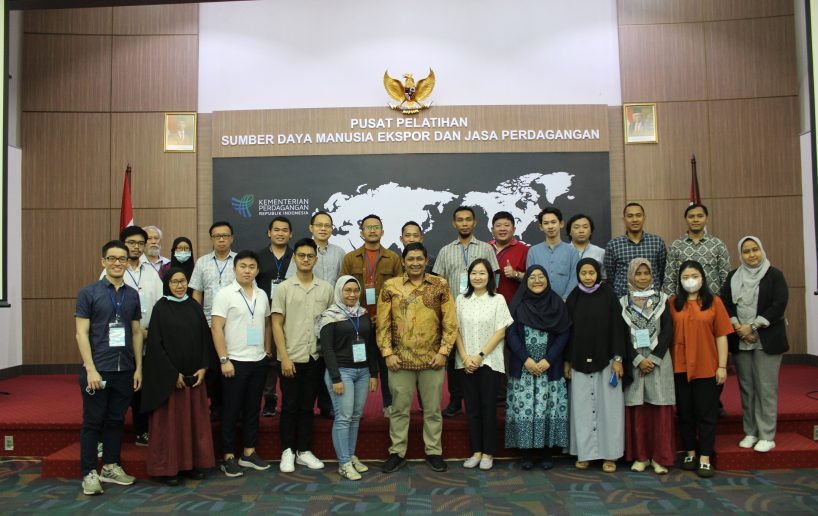 PUSAT PELATIHAN
SUMBER DAYA MANUSIA EKSPOR DAN JASA PERDAGANGAN
KEMENTERIAN
PERDAGANGAN
REPUBLIK INDONESIA